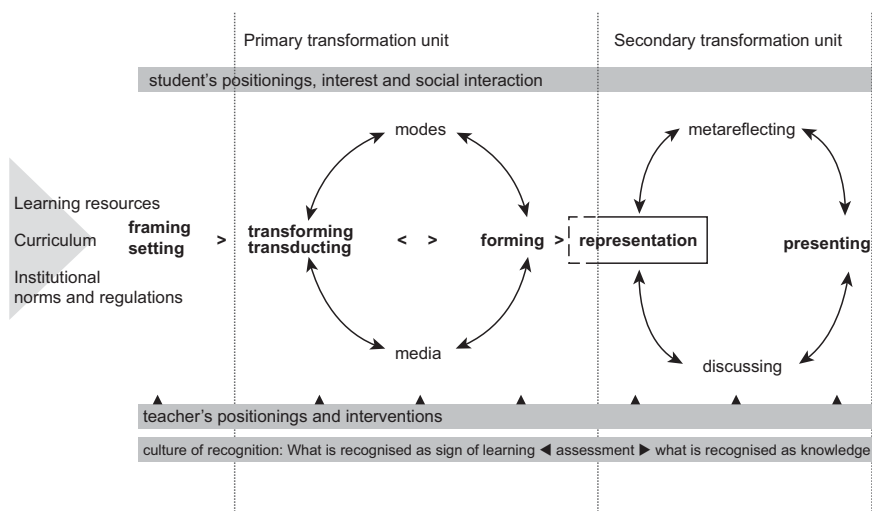 Primary transformation unit
Secondary transformation unit
student's positionings, interest and social interaction
modes
metareflecting
Learning resources
Curriculum
Institutional
norms and regulations
framing
setting
>
transforming
transducting
< >
forming
>
representation
presenting
media
discussing
teacher's positionings and interventions
culture of recognition: What is recognised as sign of learning ◀ assessment ▶ what is recognised as knowledge